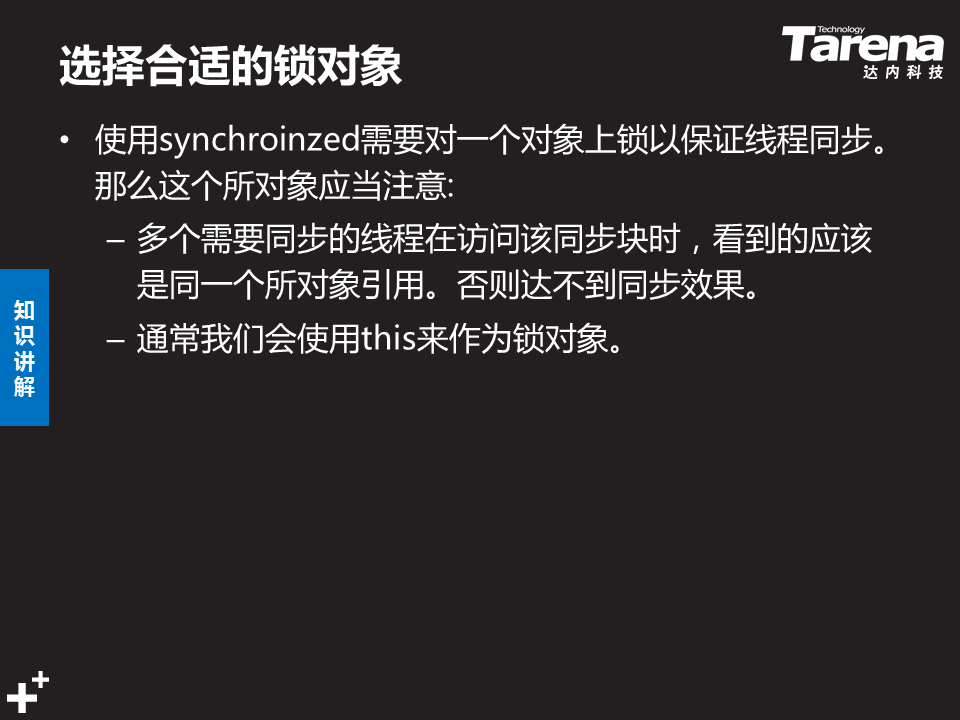 选择合适的锁对象
Technology
Tarena
达内科技
• 使用synchroinzed需要对一个对象上锁以保证线程同步。
那么这个所对象应当注意:
– 多个需要同步的线程在访问该同步块时，看到的应该
是同一个所对象引用。否则达不到同步效果。
– 通常我们会使用this来作为锁对象。
知
识
讲
解